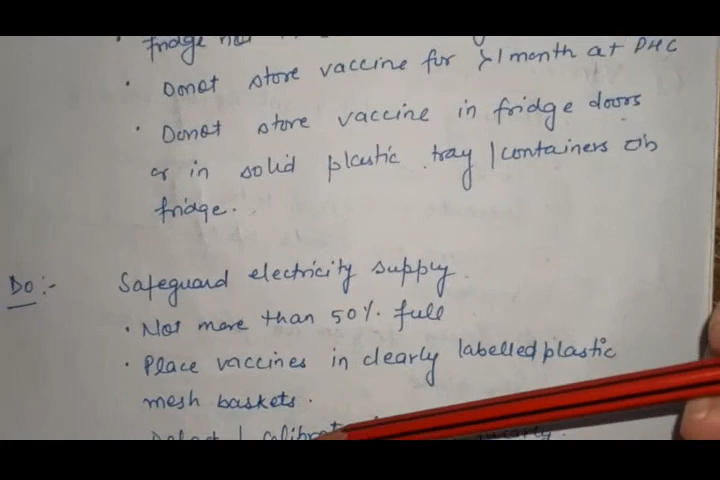 fridge
• Donot store vaccine for >1 month at PHC
• Donot store vaccine in fridge doors
or in solid plastic tray / containers in
fridge.
Do:- Safeguard electricity supply
• Not more than 50% full
• Place vaccines in clearly labelled plastic
mesh baskets.